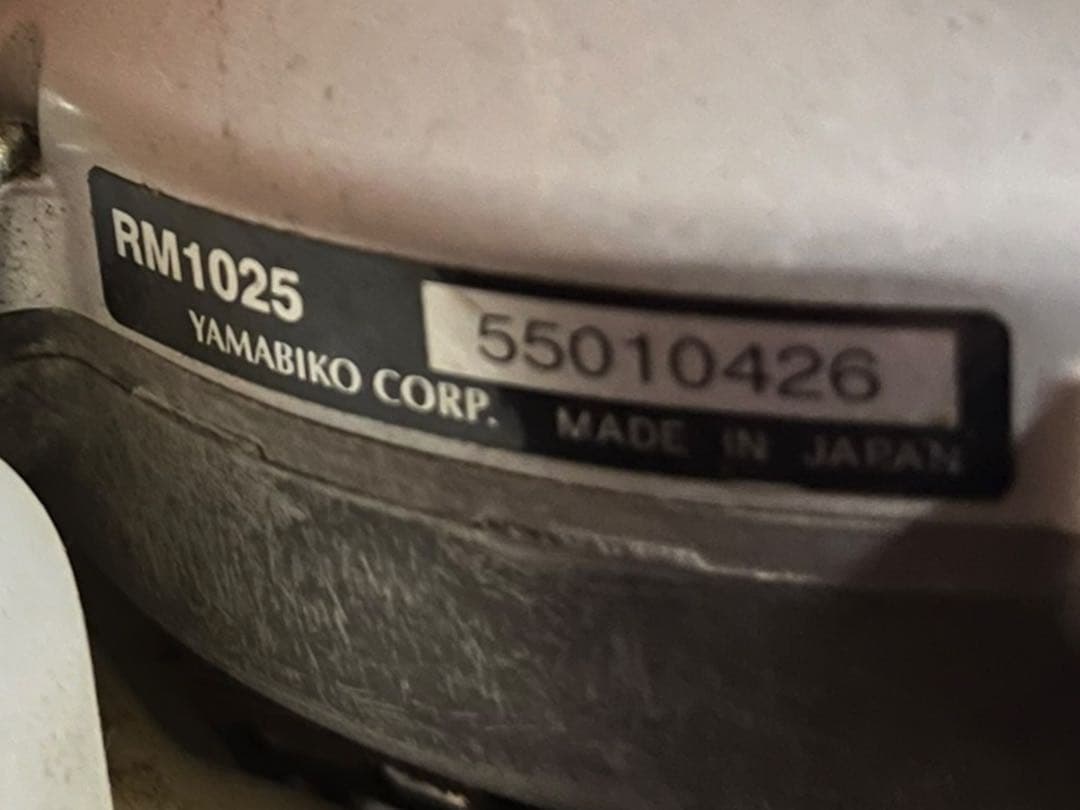 RM1025
55010426
YAMABIKO CORP.
MADE IN JAPAN